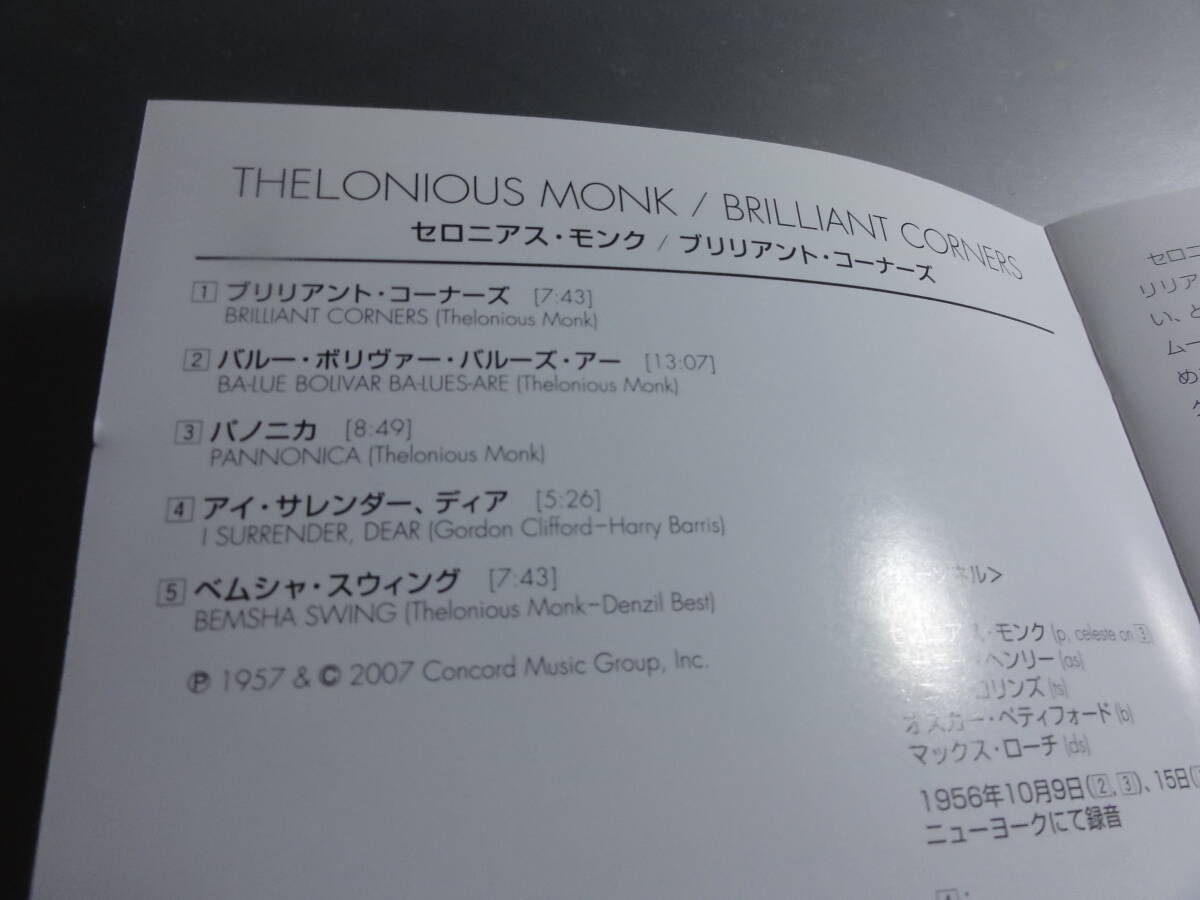 THELONIOUS MONK / BRILLIANT CORNERS
セロニアス・モンク / ブリリアント・コーナーズ
1 ブリリアント・コーナーズ [7:43]
BRILLIANT CORNERS (Thelonious Monk)
2 バルー・ボリヴァー・バルーズ・アー [13:07]
BA-LUE BOLIVAR BA-LUES-ARE (Thelonious Monk)
3 パノニカ [8:49]
PANNONICA (Thelonious Monk)
4 アイ・サレンダー、ディア [5:26]
I SURRENDER, DEAR (Gordon Clifford–Harry Barris)
5 ベムシャ・スウィング [7:43]
BEMSHA SWING (Thelonious Monk–Denzil Best)
Ⓟ 1957 & © 2007 Concord Music Group, Inc.
ソネル>
セロニアス・モンク (p, celeste on 3)
ヘンリー (as)
ロリンズ (ts)
オスカー・ペティフォード (b)
マックス・ローチ (ds)
1956年10月9日(2, 3)、15日(
ニューヨークにて録音
4:
セロニ
リリア
い、と
ムー
め
ク